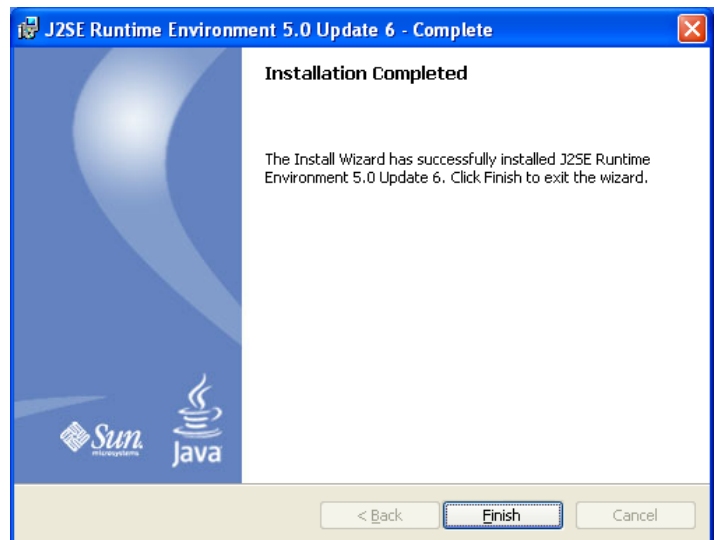 J2SE Runtime Environment 5.0 Update 6 - Complete
Installation Completed
The Install Wizard has successfully installed J2SE Runtime
Environment 5.0 Update 6. Click Finish to exit the wizard.
Sun
microsystems
Java
< Back
Finish
Cancel